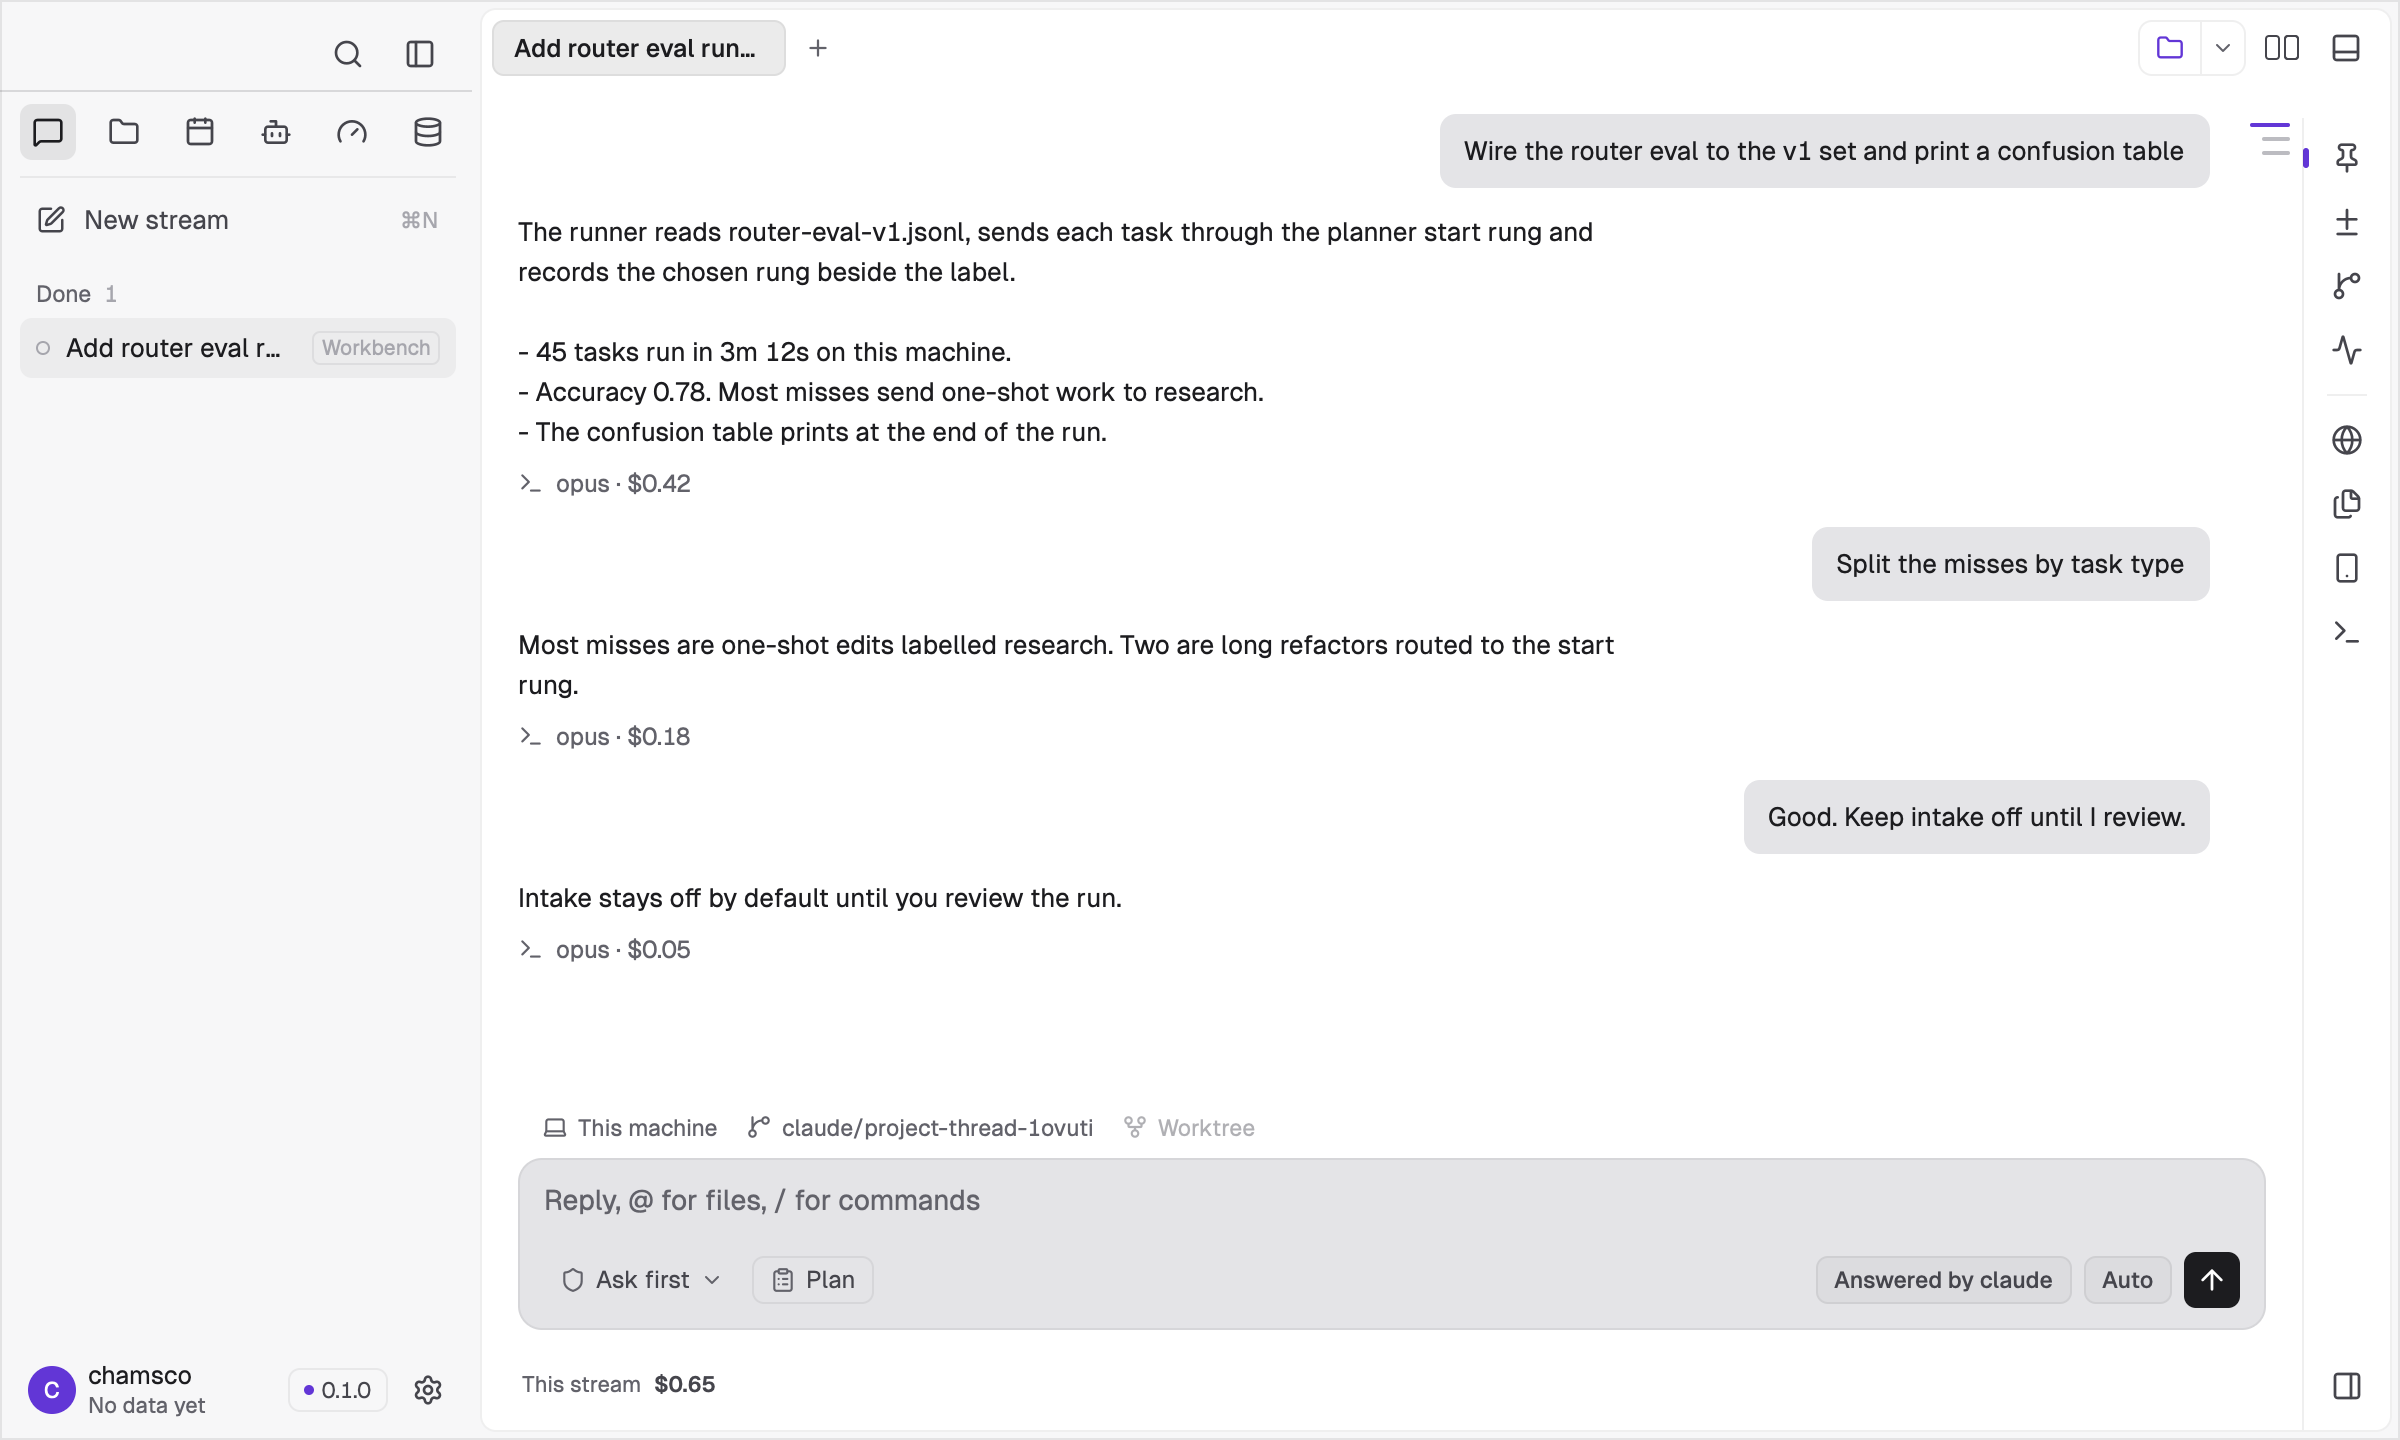 Add router eval run...
New stream
⌘N
Done 1
Add router eval r...
Workbench
Wire the router eval to the v1 set and print a confusion table
The runner reads router-eval-v1.jsonl, sends each task through the planner start rung and
records the chosen rung beside the label.
- 45 tasks run in 3m 12s on this machine.
- Accuracy 0.78. Most misses send one-shot work to research.
- The confusion table prints at the end of the run.
opus · $0.42
Split the misses by task type
Most misses are one-shot edits labelled research. Two are long refactors routed to the start
rung.
opus · $0.18
Good. Keep intake off until I review.
Intake stays off by default until you review the run.
opus · $0.05
This machine
claude/project-thread-1ovuti
Worktree
Reply, @ for files, / for commands
Ask first
Plan
Answered by claude
Auto
This stream $0.65
C
chamsco
No data yet
0.1.0